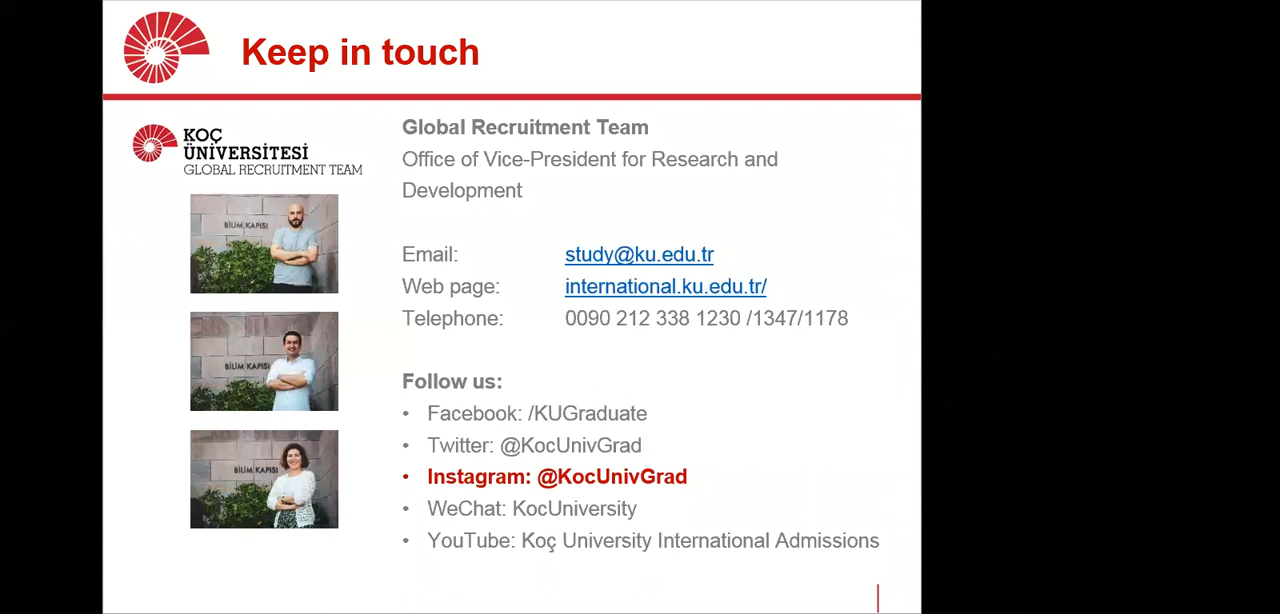 Keep in touch
KOÇ
ÜNİVERSİTESİ
GLOBAL RECRUITMENT TEAM
BİLİM KAPISI
BİLİM KAPISI
BİLİM KAPISI
Global Recruitment Team
Office of Vice-President for Research and
Development
Email: study@ku.edu.tr
Web page: international.ku.edu.tr/
Telephone: 0090 212 338 1230 /1347/1178
Follow us:
• Facebook: /KUGraduate
• Twitter: @KocUnivGrad
• Instagram: @KocUnivGrad
• WeChat: KocUniversity
• YouTube: Koç University International Admissions